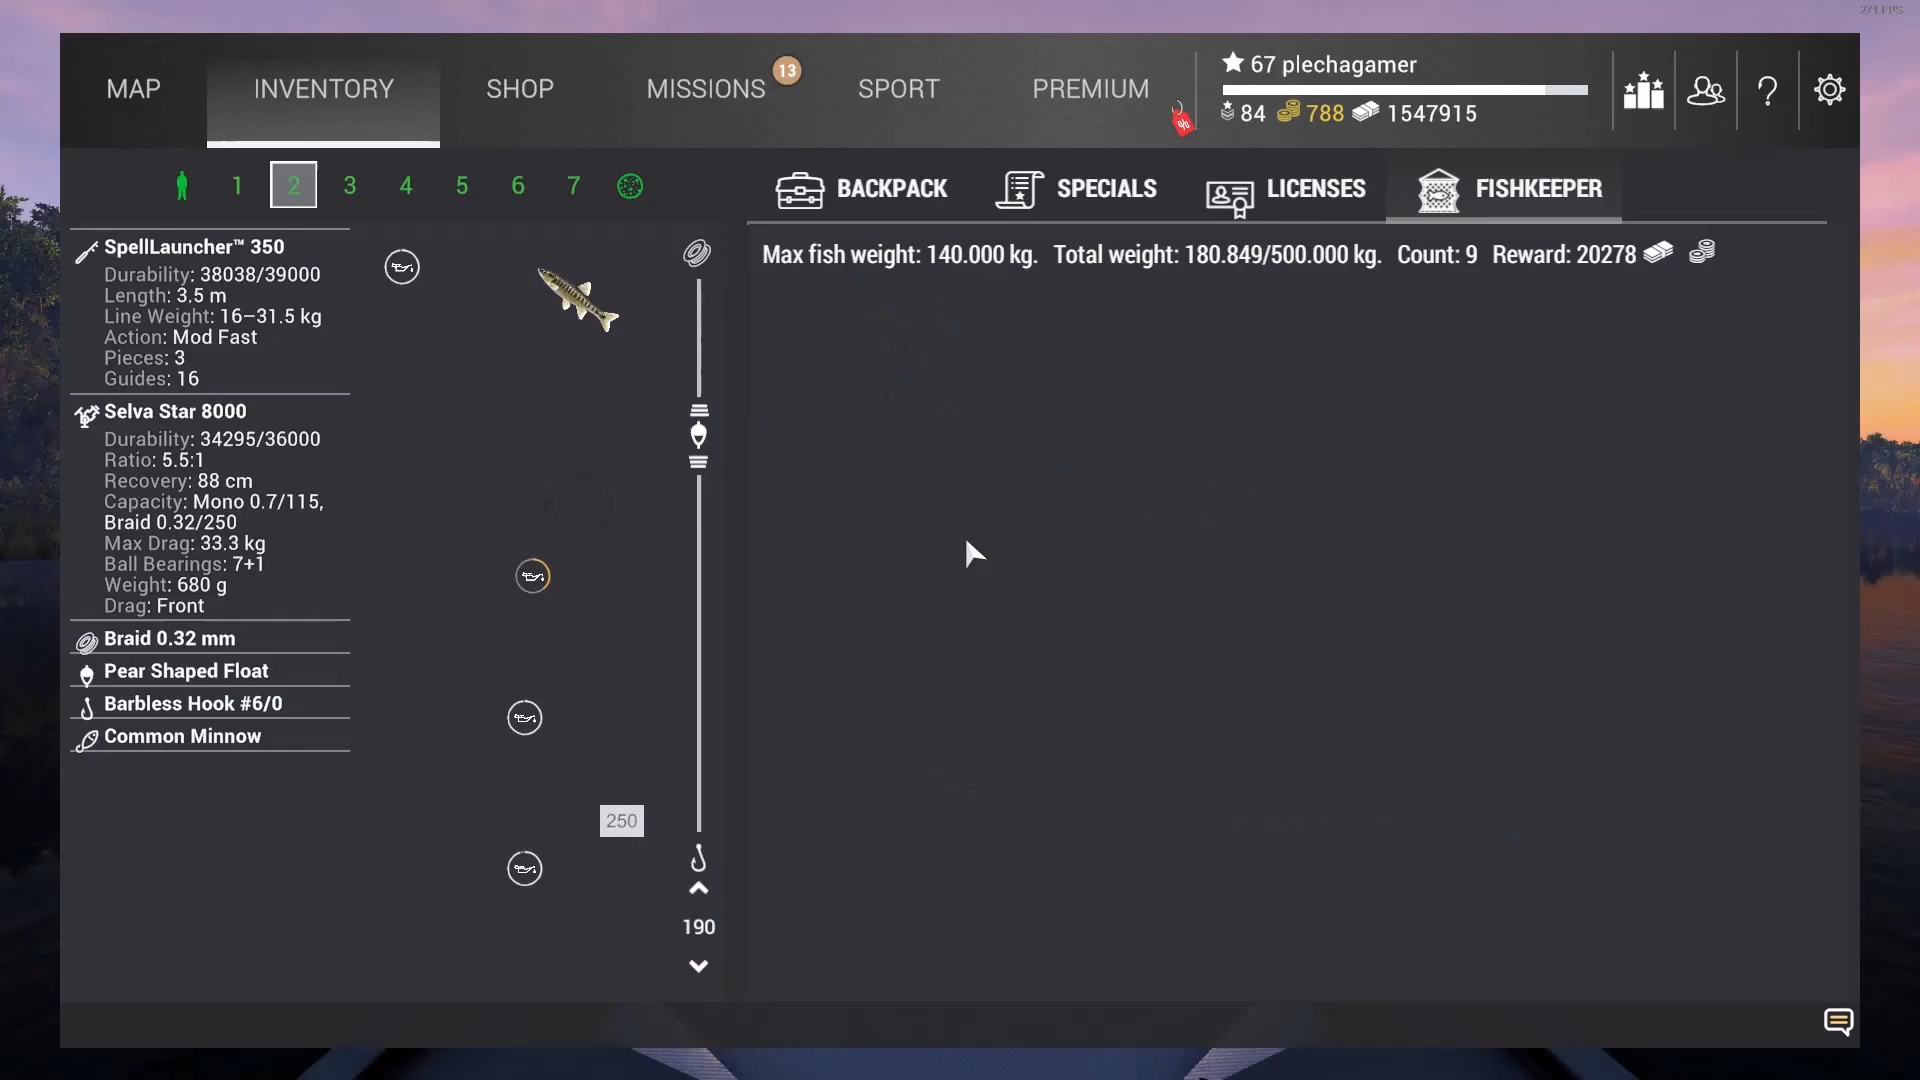 271 FPS
MAP
INVENTORY
SHOP
MISSIONS
13
SPORT
PREMIUM
%
67 plechagamer
84 788 1547915
?
1 2 3 4 5 6 7
BACKPACK
SPECIALS
LICENSES
FISHKEEPER
Max fish weight: 140.000 kg. Total weight: 180.849/500.000 kg. Count: 9 Reward: 20278
SpellLauncher™ 350
Durability: 38038/39000
Length: 3.5 m
Line Weight: 16–31.5 kg
Action: Mod Fast
Pieces: 3
Guides: 16
Selva Star 8000
Durability: 34295/36000
Ratio: 5.5:1
Recovery: 88 cm
Capacity: Mono 0.7/115,
Braid 0.32/250
Max Drag: 33.3 kg
Ball Bearings: 7+1
Weight: 680 g
Drag: Front
Braid 0.32 mm
Pear Shaped Float
Barbless Hook #6/0
Common Minnow
250
190